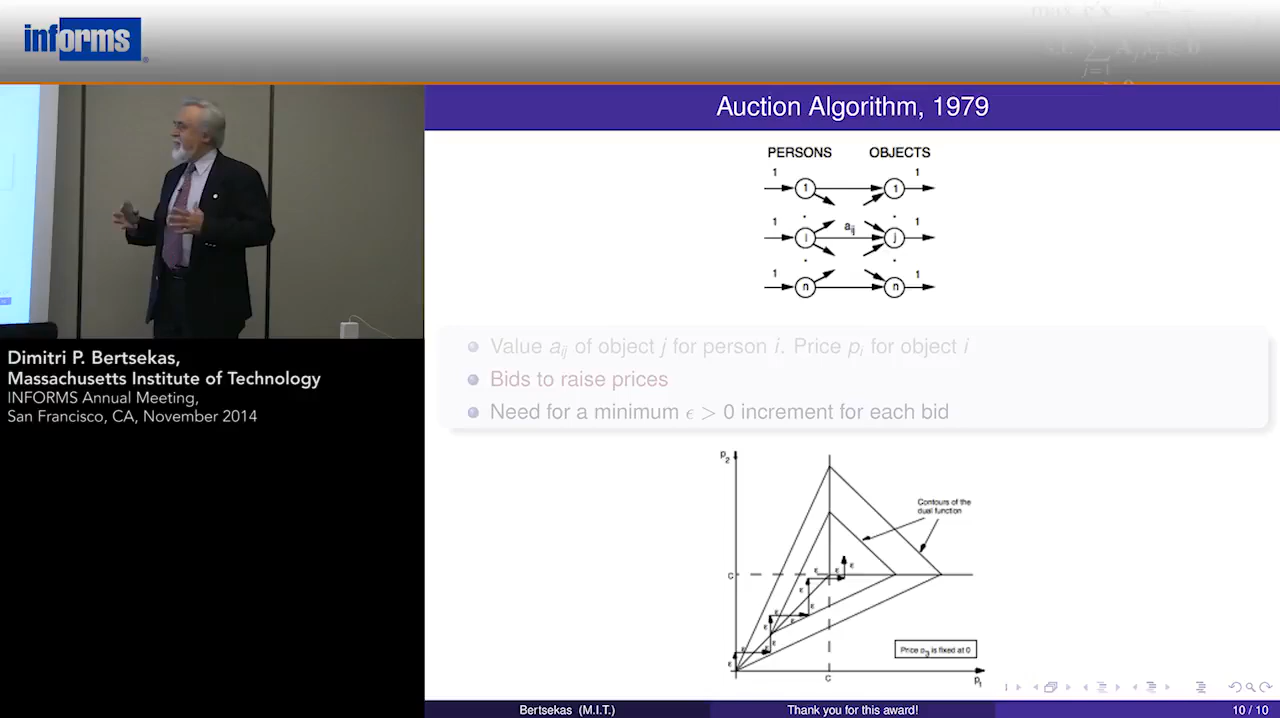 informs
Auction Algorithm, 1979
PERSONS OBJECTS
1 1 1 1
1 i a_ij j 1
1 n n 1
Value a_ij of object j for person i. Price p_i for object i
Bids to raise prices
Need for a minimum ϵ > 0 increment for each bid
p_2
Contours of the
dual function
C
ε ε ε
ε
ε ε
ε ε
ε ε
ε ε
Price p_3 is fixed at 0
C
p_1
Dimitri P. Bertsekas,
Massachusetts Institute of Technology
INFORMS Annual Meeting,
San Francisco, CA, November 2014
Bertsekas (M.I.T.) Thank you for this award! 10 / 10